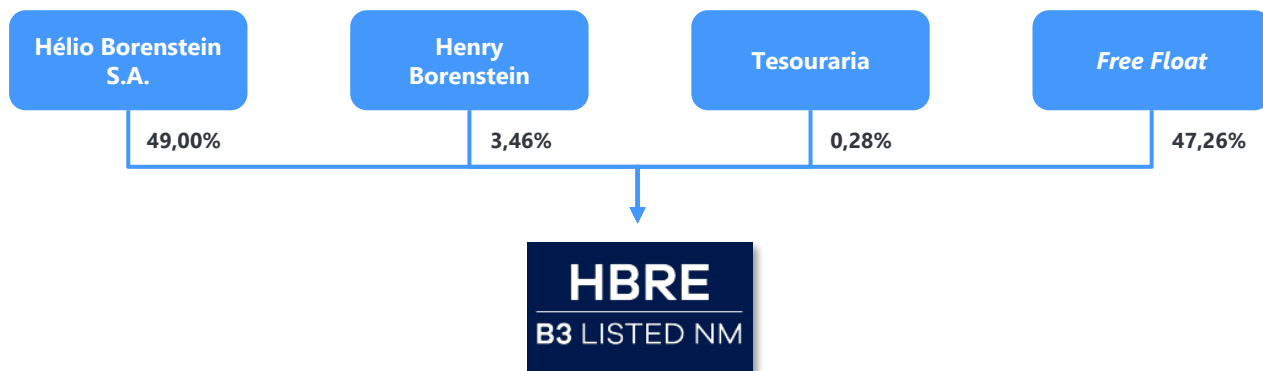 Hélio Borenstein
S.A.
Henry
Borenstein
Tesouraria
Free Float
49,00%
3,46%
0,28%
47,26%
HBRE
B3 LISTED NM